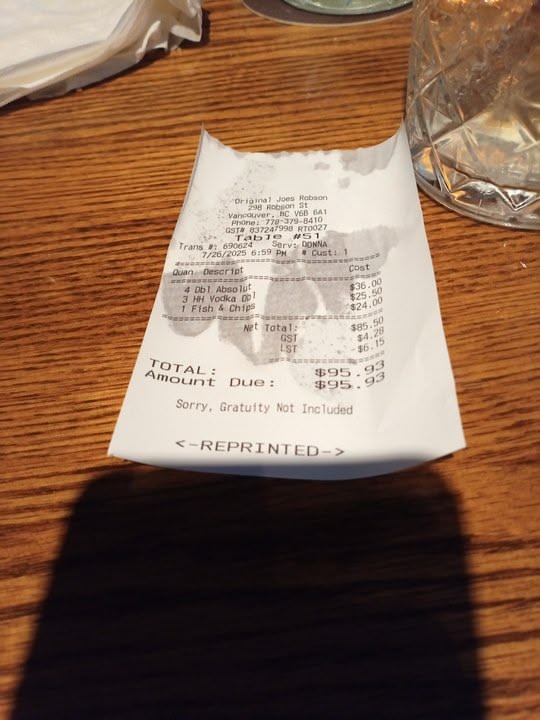 Original Joes Robson
298 Robson St
Vancouver, BC V6B 6A1
Phone: 778-379-8410
GST# 837247998 RT0027
Table #51
Trans #: 690624 Serv: DONNA
7/26/2025 6:59 PM # Cust: 1
Quan Descript Cost
4 Dbl Absolut $36.00
3 HH Vodka DBl $25.50
1 Fish & Chips $24.00
Net Total: $85.50
GST $4.28
LST $6.15
TOTAL: $95.93
Amount Due: $95.93
Sorry, Gratuity Not Included
<-REPRINTED->